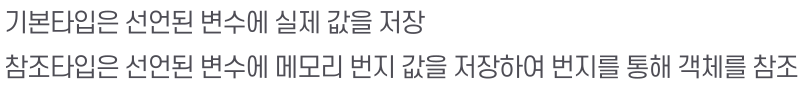 기본타입은 선언된 변수에 실제 값을 저장
참조타입은 선언된 변수에 메모리 번지 값을 저장하여 번지를 통해 객체를 참조